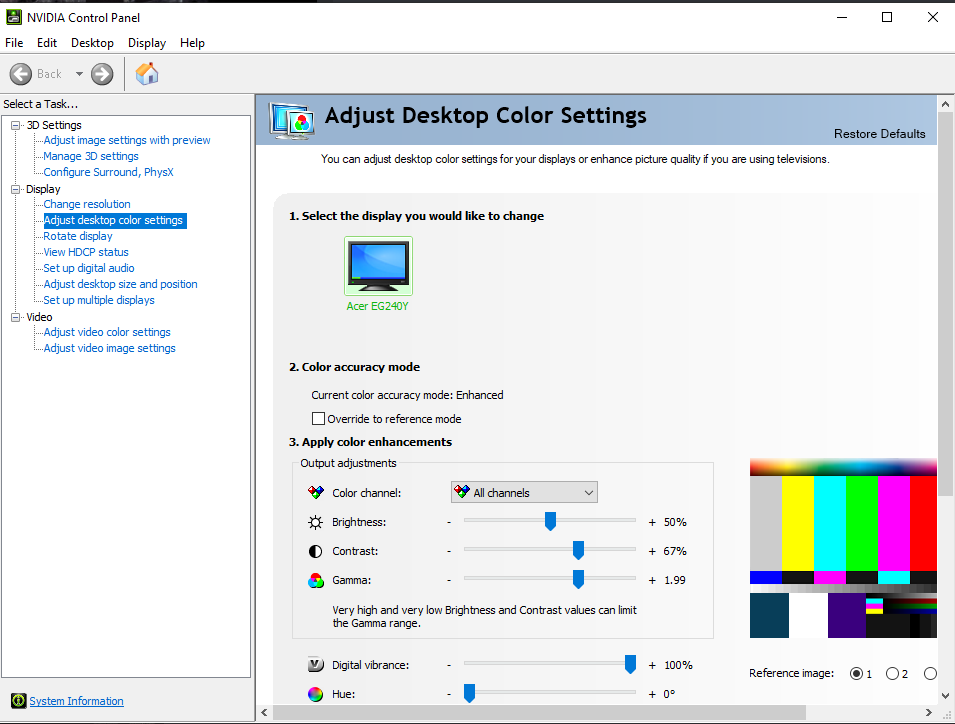 NVIDIA Control Panel
File Edit Desktop Display Help
Back
Select a Task...
3D Settings
Adjust image settings with preview
Manage 3D settings
Configure Surround, PhysX
Display
Change resolution
Adjust desktop color settings
Rotate display
View HDCP status
Set up digital audio
Adjust desktop size and position
Set up multiple displays
Video
Adjust video color settings
Adjust video image settings
System Information
Adjust Desktop Color Settings
Restore Defaults
You can adjust desktop color settings for your displays or enhance picture quality if you are using televisions.
1. Select the display you would like to change
Acer EG240Y
2. Color accuracy mode
Current color accuracy mode: Enhanced
Override to reference mode
3. Apply color enhancements
Output adjustments
Color channel: All channels
Brightness: - + 50%
Contrast: - + 67%
Gamma: - + 1.99
Very high and very low Brightness and Contrast values can limit
the Gamma range.
Digital vibrance: - + 100%
Hue: - + 0°
Reference image: 1 2